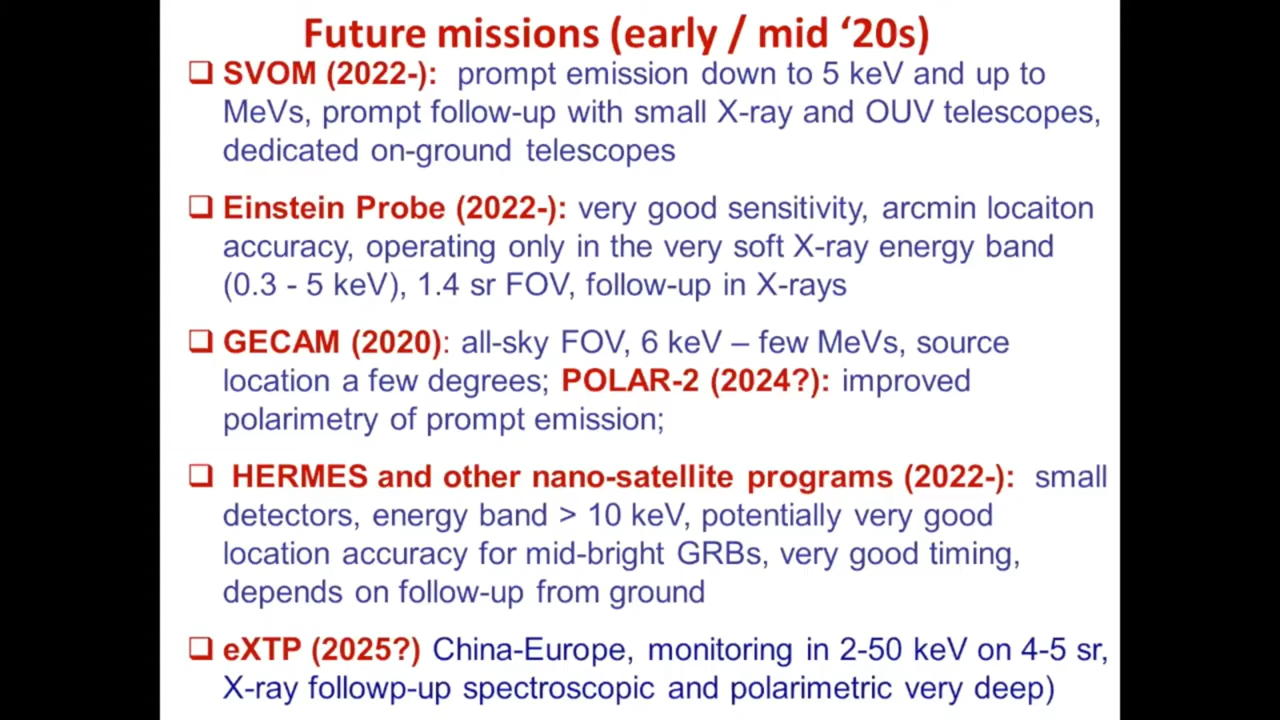 Future missions (early / mid ‘20s)
❑ SVOM (2022-): prompt emission down to 5 keV and up to
MeVs, prompt follow-up with small X-ray and OUV telescopes,
dedicated on-ground telescopes
❑ Einstein Probe (2022-): very good sensitivity, arcmin locaiton
accuracy, operating only in the very soft X-ray energy band
(0.3 - 5 keV), 1.4 sr FOV, follow-up in X-rays
❑ GECAM (2020): all-sky FOV, 6 keV – few MeVs, source
location a few degrees; POLAR-2 (2024?): improved
polarimetry of prompt emission;
❑ HERMES and other nano-satellite programs (2022-): small
detectors, energy band > 10 keV, potentially very good
location accuracy for mid-bright GRBs, very good timing,
depends on follow-up from ground
❑ eXTP (2025?) China-Europe, monitoring in 2-50 keV on 4-5 sr,
X-ray followp-up spectroscopic and polarimetric very deep)